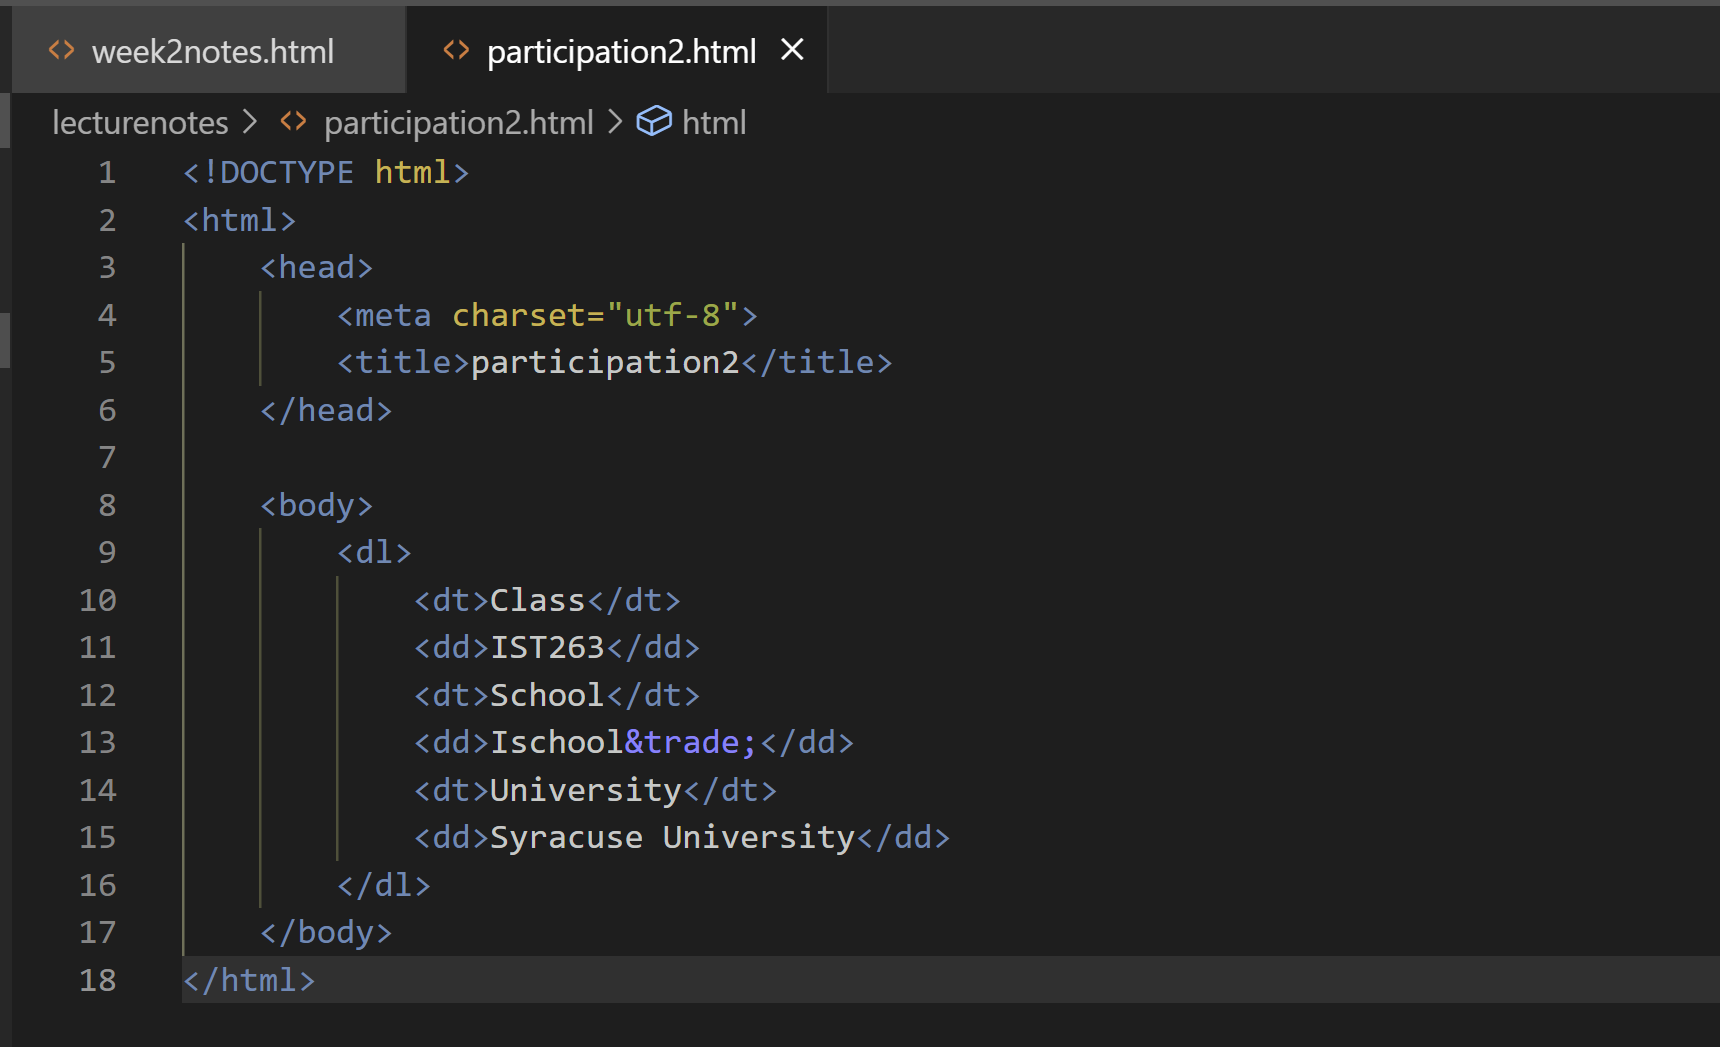 week2notes.html participation2.html
lecturenotes > participation2.html > html
1 <!DOCTYPE html>
2 <html>
3     <head>
4         <meta charset="utf-8">
5         <title>participation2</title>
6     </head>
7
8     <body>
9         <dl>
10             <dt>Class</dt>
11             <dd>IST263</dd>
12             <dt>School</dt>
13             <dd>Ischool&trade;</dd>
14             <dt>University</dt>
15             <dd>Syracuse University</dd>
16         </dl>
17     </body>
18 </html>